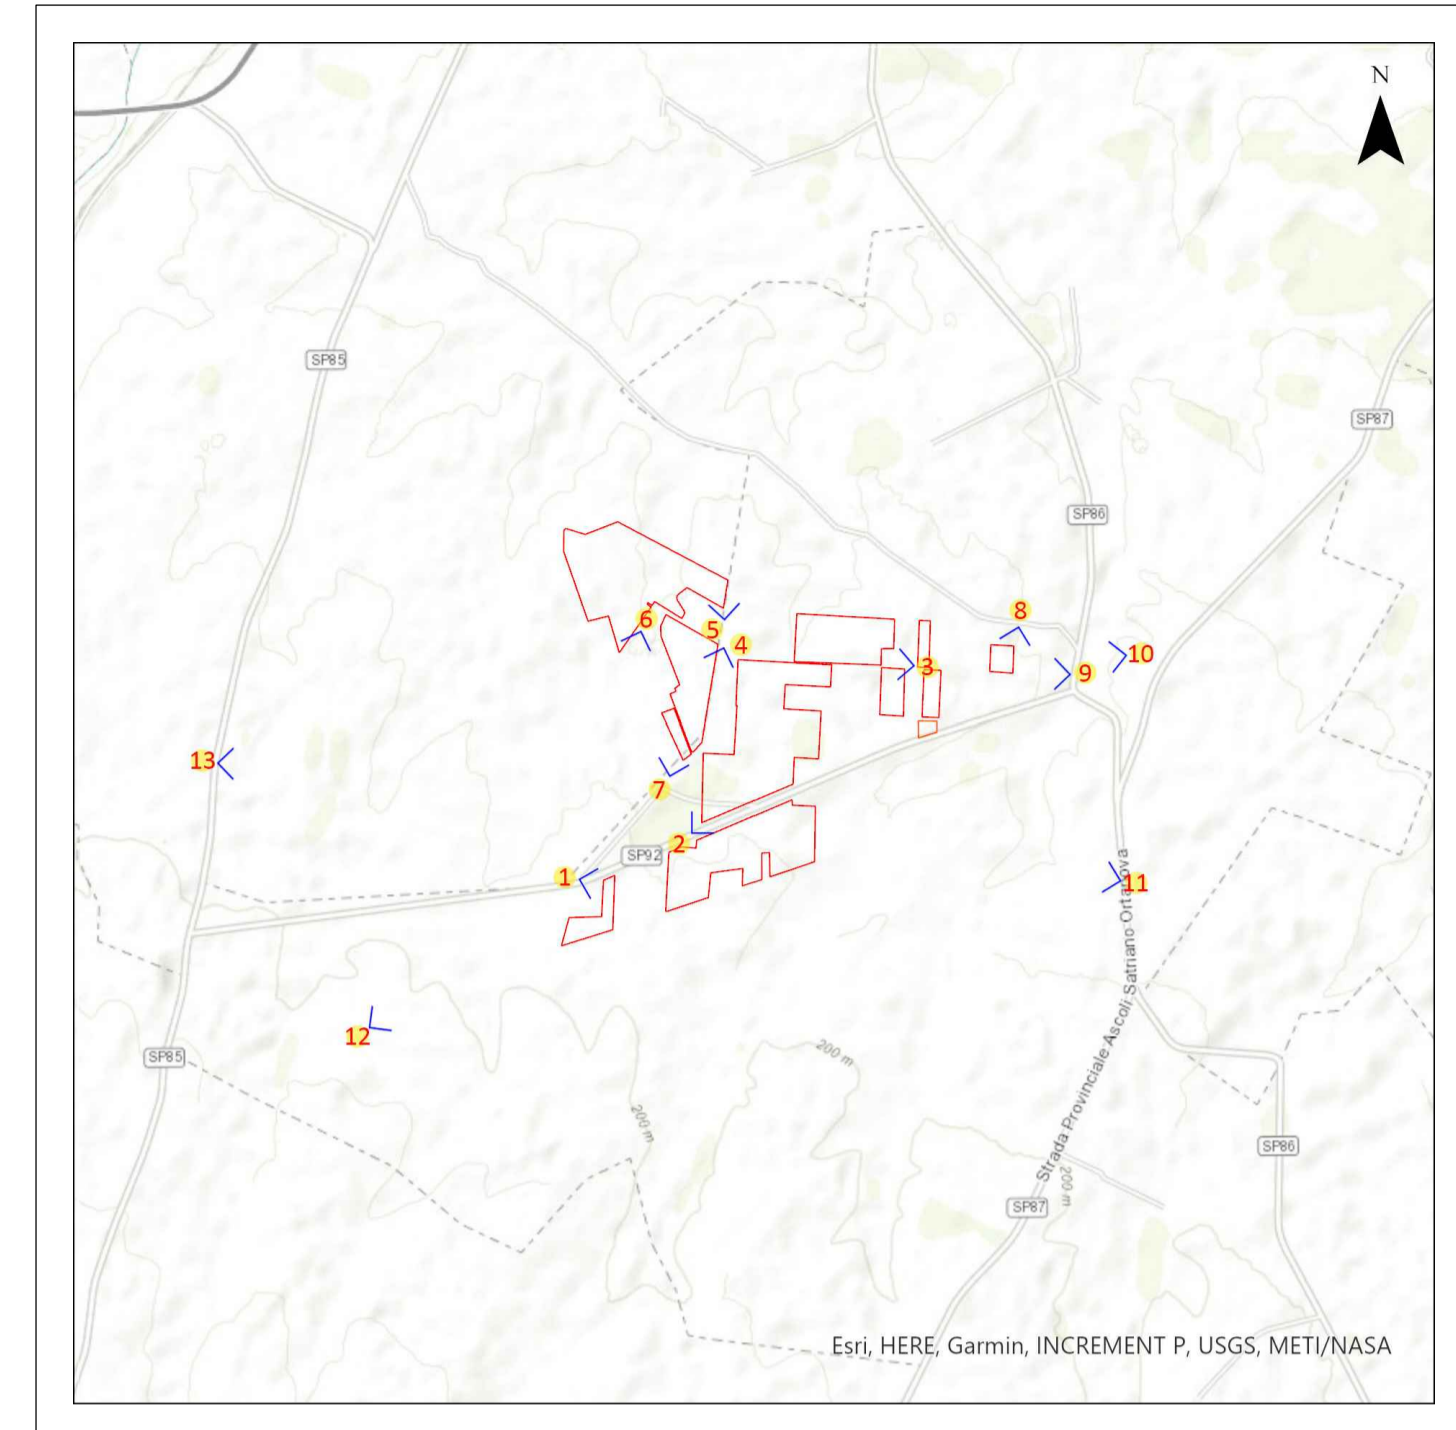 N
SP85
SP87
SP86
8
6
5
4
10
3
9
13
7
2
SP92
1
11
Strada Provinciale Ascoli Satriano-Ortanova
12
200 m
SP85
200 m
SP86
200 m
SP87
Esri, HERE, Garmin, INCREMENT P, USGS, METI/NASA